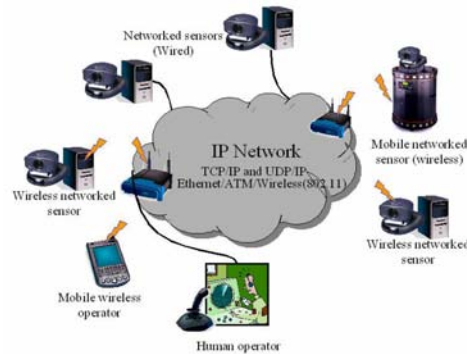 Networked sensors
(Wired)
IP Network
TCP/IP and UDP/IP
Ethernet/ATM/Wireless(802.11)
Mobile networked
sensor (wireless)
Wireless networked
sensor
Wireless networked
sensor
Mobile wireless
operator
Human operator